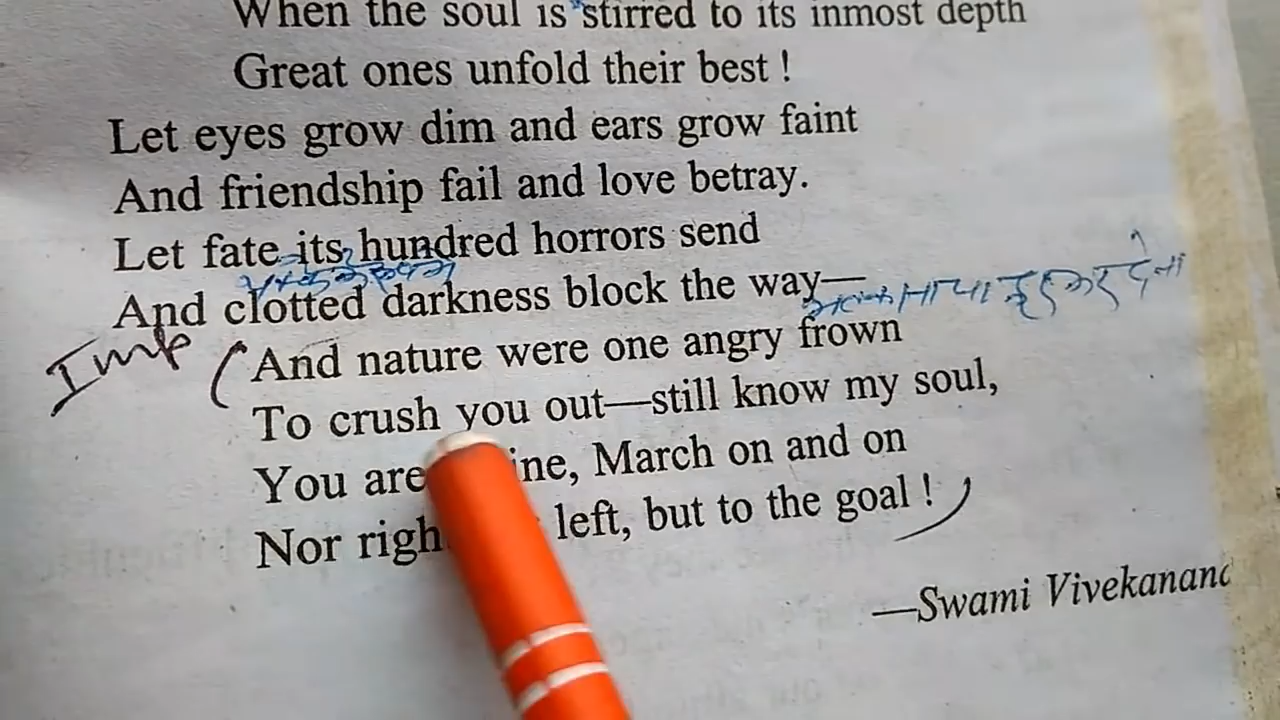 When the soul is stirred to its inmost depth
Great ones unfold their best !
Let eyes grow dim and ears grow faint
And friendship fail and love betray.
Let fate its hundred horrors send
And clotted darkness block the way—
Imp
And nature were one angry frown
To crush you out—still know my soul,
You are ine, March on and on
Nor righ left, but to the goal !
—Swami Vivekanand